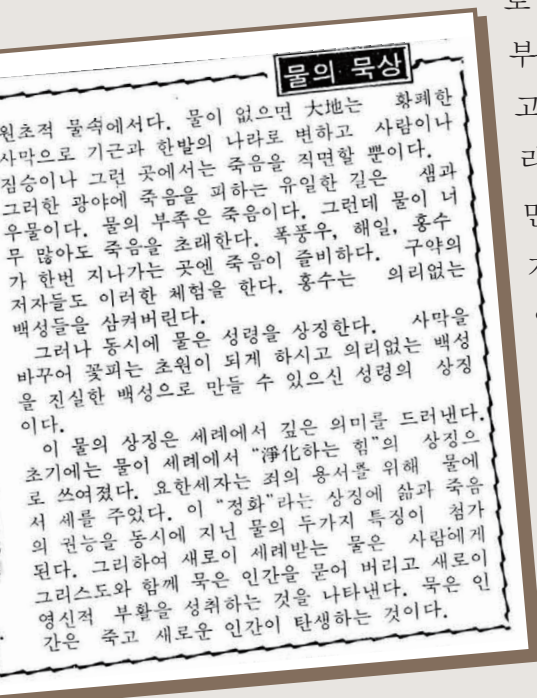 물의 묵상
원초적 물속에서다. 물이 없으면 大地는 황폐한
사막으로 기근과 한발의 나라로 변하고 사람이나
짐승이나 그런 곳에서는 죽음을 직면할 뿐이다.
그러한 광야에 죽음을 피하는 유일한 길은 샘과
우물이다. 물의 부족은 죽음이다. 그런데 물이 너
무 많아도 죽음을 초래한다. 폭풍우, 해일, 홍수
가 한번 지나가는 곳엔 죽음이 즐비하다. 구약의
저자들도 이러한 체험을 한다. 홍수는 의리없는
백성들을 삼켜버린다.
그러나 동시에 물은 성령을 상징한다. 사막을
바꾸어 꽃피는 초원이 되게 하시고 의리없는 백성
을 진실한 백성으로 만들 수 있으신 성령의 상징
이다.
이 물의 상징은 세례에서 깊은 의미를 드러낸다.
초기에는 물이 세례에서 "淨化하는 힘"의 상징으
로 쓰여졌다. 요한세자는 죄의 용서를 위해 물에
서 세를 주었다. 이 "정화"라는 상징에 삶과 죽음
의 권능을 동시에 지닌 물의 두가지 특징이 첨가
된다. 그리하여 새로이 세례받는 물은 사람에게
그리스도와 함께 묵은 인간을 묻어 버리고 새로이
영신적 부활을 성취하는 것을 나타낸다. 묵은 인
간은 죽고 새로운 인간이 탄생하는 것이다.
부
고